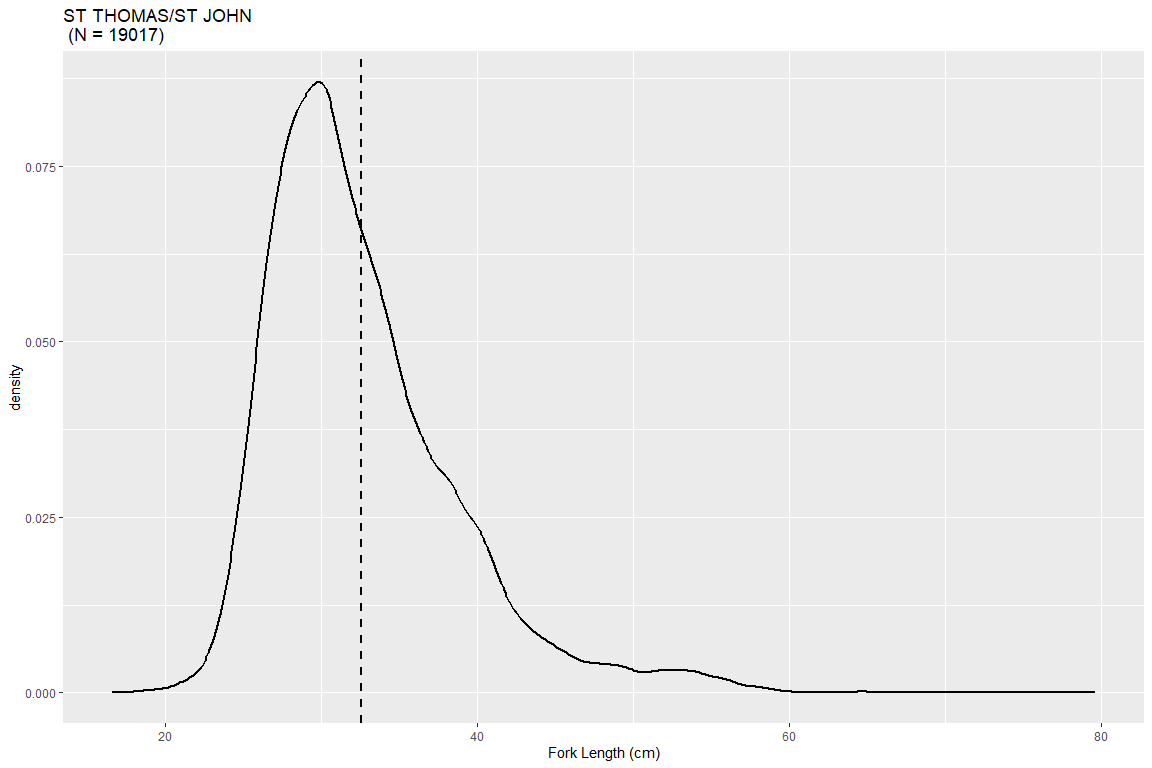 ST THOMAS/ST JOHN
(N = 19017)
0.075
0.050
0.025
0.000
density
20 40 60 80
Fork Length (cm)